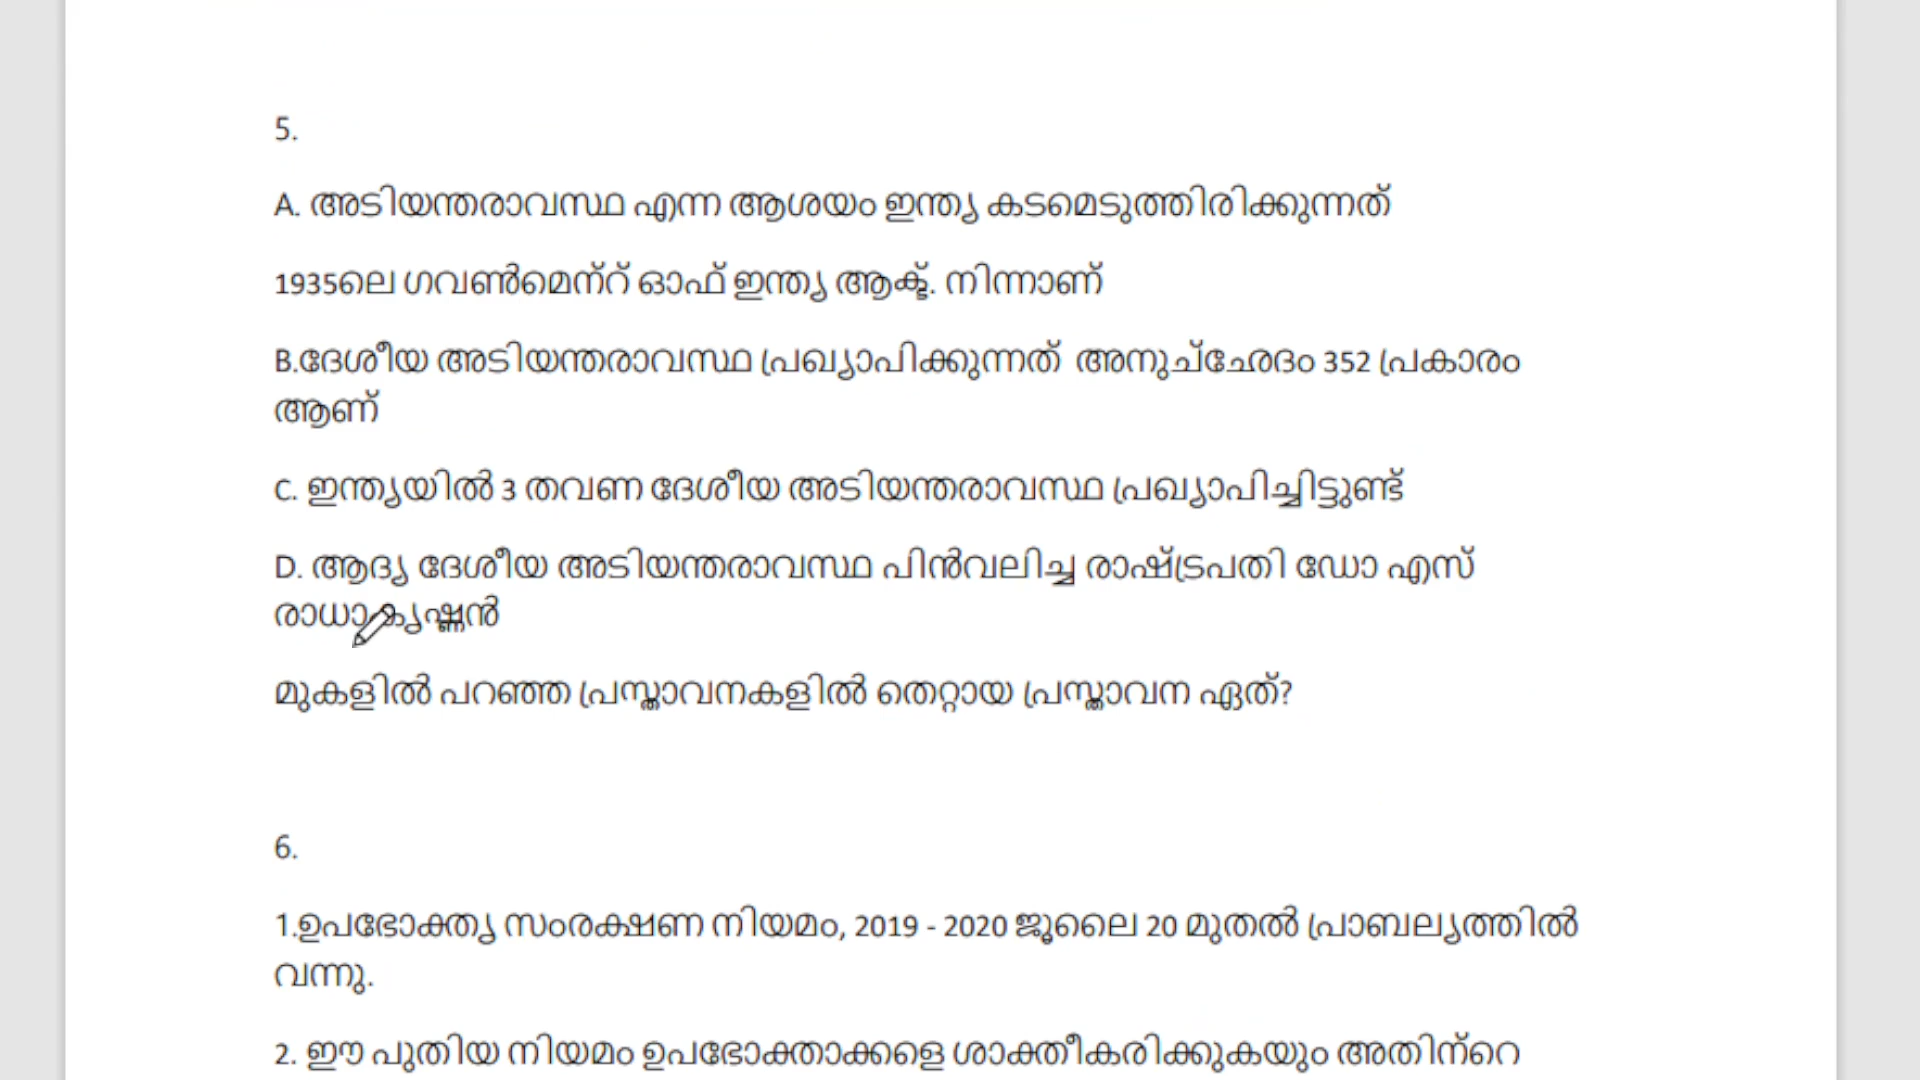 5.
A. അടിയന്തരാവസ്ഥ എന്ന ആശയം ഇന്ത്യ കടമെടുത്തിരിക്കുന്നത്
1935ലെ ഗവൺമെന്റ് ഓഫ് ഇന്ത്യ ആക്ട്. നിന്നാണ്
B.ദേശീയ അടിയന്തരാവസ്ഥ പ്രഖ്യാപിക്കുന്നത് അനുച്ഛേദം 352 പ്രകാരം
ആണ്
C. ഇന്ത്യയിൽ 3 തവണ ദേശീയ അടിയന്തരാവസ്ഥ പ്രഖ്യാപിച്ചിട്ടുണ്ട്
D. ആദ്യ ദേശീയ അടിയന്തരാവസ്ഥ പിൻവലിച്ച രാഷ്ട്രപതി ഡോ എസ്
രാധാകൃഷ്ണൻ
മുകളിൽ പറഞ്ഞ പ്രസ്താവനകളിൽ തെറ്റായ പ്രസ്താവന ഏത്?
6.
1.ഉപഭോക്തൃ സംരക്ഷണ നിയമം, 2019 - 2020 ജൂലൈ 20 മുതൽ പ്രാബല്യത്തിൽ
വന്നു.
2. ഈ പുതിയ നിയമം ഉപഭോക്താക്കളെ ശാക്തീകരിക്കുകയും അതിന്റെ